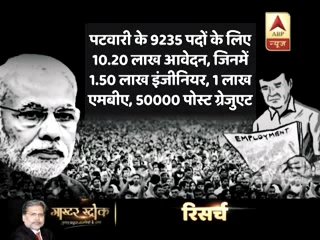 abp
न्यूज़
पटवारी के 9235 पदों के लिए
10.20 लाख आवेदन, जिनमें
1.50 लाख इंजीनियर, 1 लाख
एमबीए, 50000 पोस्ट ग्रेजुएट
EMPLOYMENT
मास्टर स्ट्रोक
रिसर्च